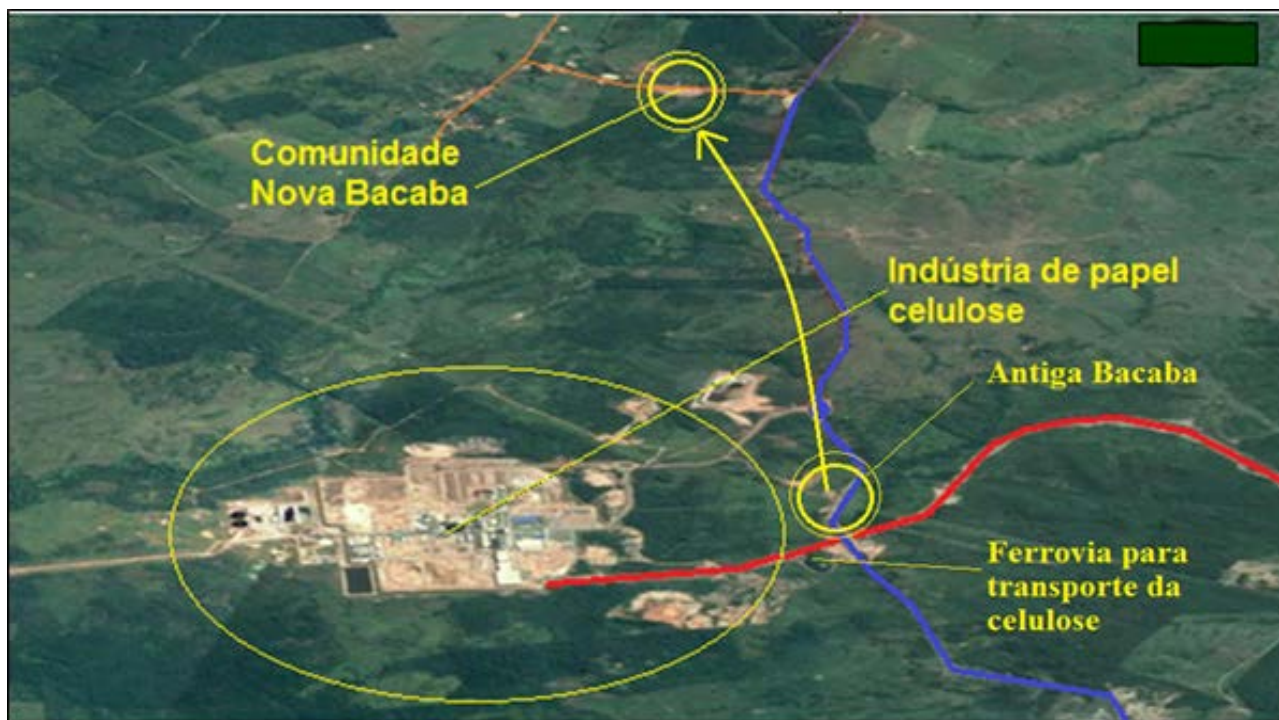 Comunidade
Nova Bacaba
Indústria de papel
celulose
Antiga Bacaba
Ferrovia para
transporte da
celulose